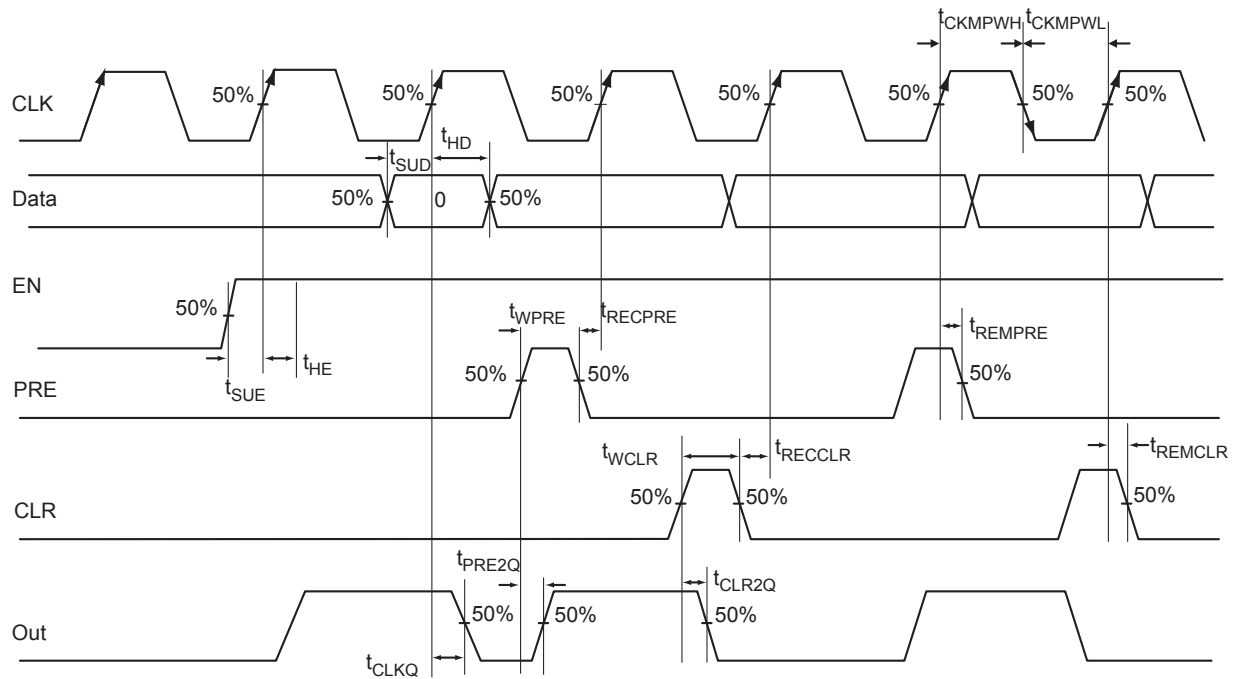 tCKMPWH tCKMPWL
CLK
50% 50% 50% 50% 50% 50% 50%
tSUD tHD
Data
50% 0 50%
EN
50%
tSUE tHE
tWPRE tRECPRE
tREMPRE
PRE
50% 50% 50%
tWCLR tRECCLR
tREMCLR
CLR
50% 50% 50%
tPRE2Q tCLR2Q
Out
50% 50% 50%
tCLKQ